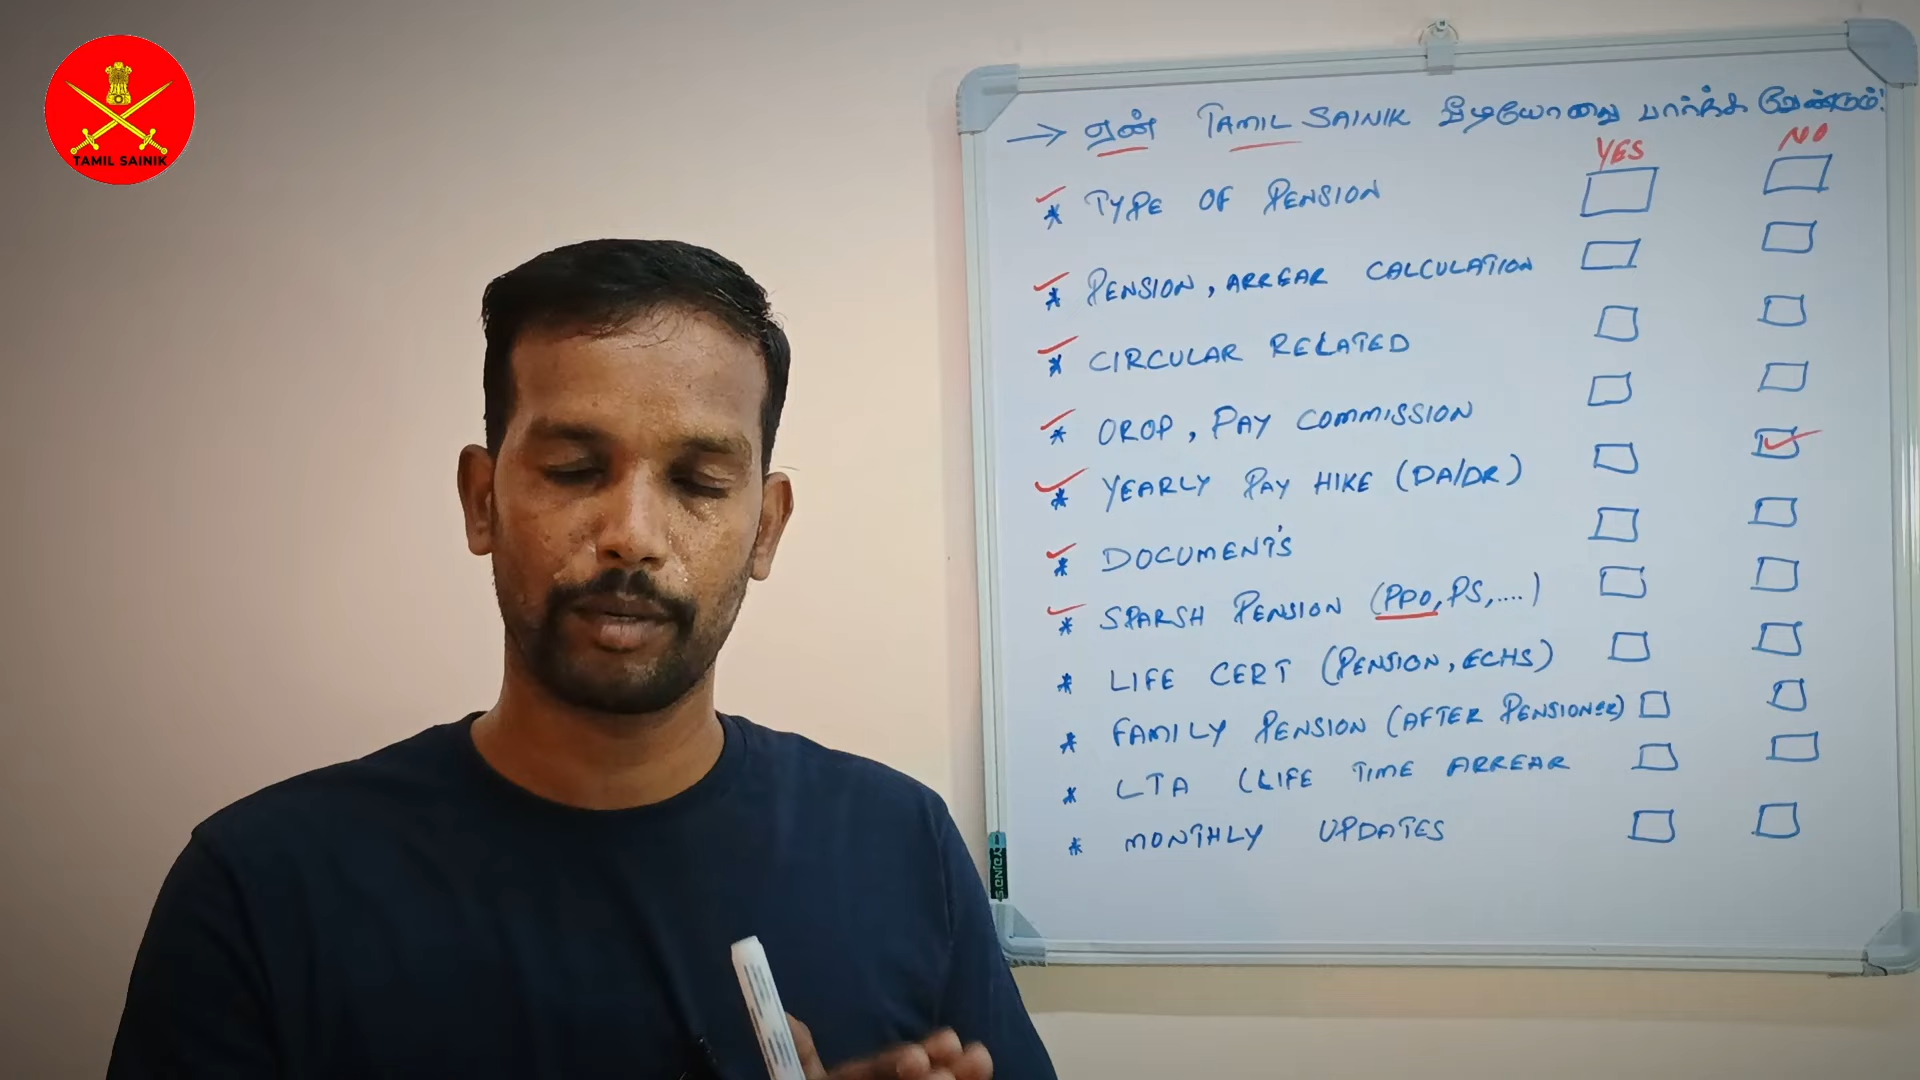 TAMIL SAINIK
→ ஏன் TAMIL SAINIK வீடியோவை பார்க்க வேண்டும்!
YES NO
* TYPE OF PENSION
* PENSION, ARREAR CALCULATION
* CIRCULAR RELATED
* OROP, PAY COMMISSION
* YEARLY PAY HIKE (DA/DR)
* DOCUMENT'S
* SPARSH PENSION (PPO, PS,....)
* LIFE CERT (PENSION, ECHS)
* FAMILY PENSION (AFTER PENSIONER)
* LTA (LIFE TIME ARREAR
* MONTHLY UPDATES